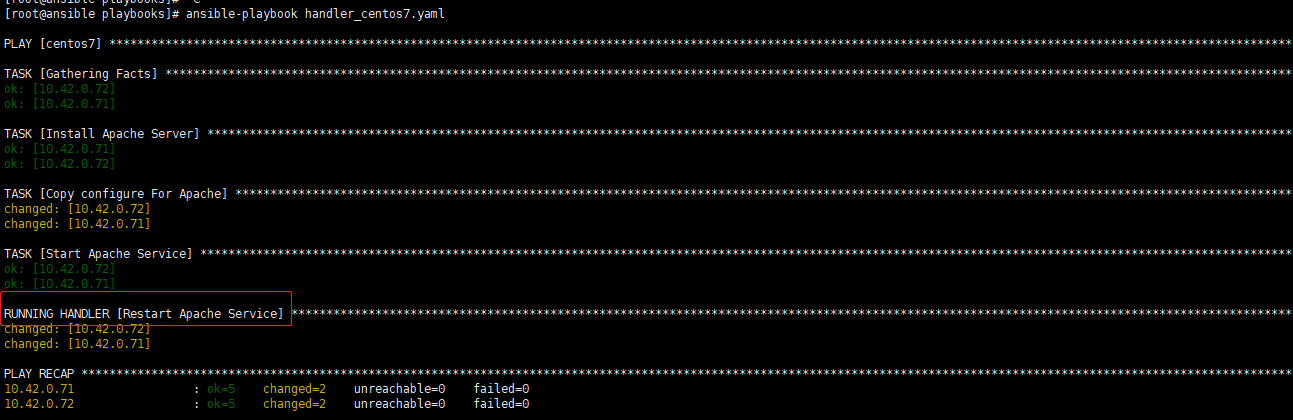 [root@ansible playbooks]# ^C
[root@ansible playbooks]# ansible-playbook handler_centos7.yaml
PLAY [centos7] ****************************************************************
TASK [Gathering Facts] ****************************************************************
ok: [10.42.0.72]
ok: [10.42.0.71]
TASK [Install Apache Server] ****************************************************************
ok: [10.42.0.71]
ok: [10.42.0.72]
TASK [Copy configure For Apache] ****************************************************************
changed: [10.42.0.72]
changed: [10.42.0.71]
TASK [Start Apache Service] ****************************************************************
ok: [10.42.0.72]
ok: [10.42.0.71]
RUNNING HANDLER [Restart Apache Service] ****************************************************************
changed: [10.42.0.72]
changed: [10.42.0.71]
PLAY RECAP ****************************************************************
10.42.0.71 : ok=5 changed=2 unreachable=0 failed=0
10.42.0.72 : ok=5 changed=2 unreachable=0 failed=0